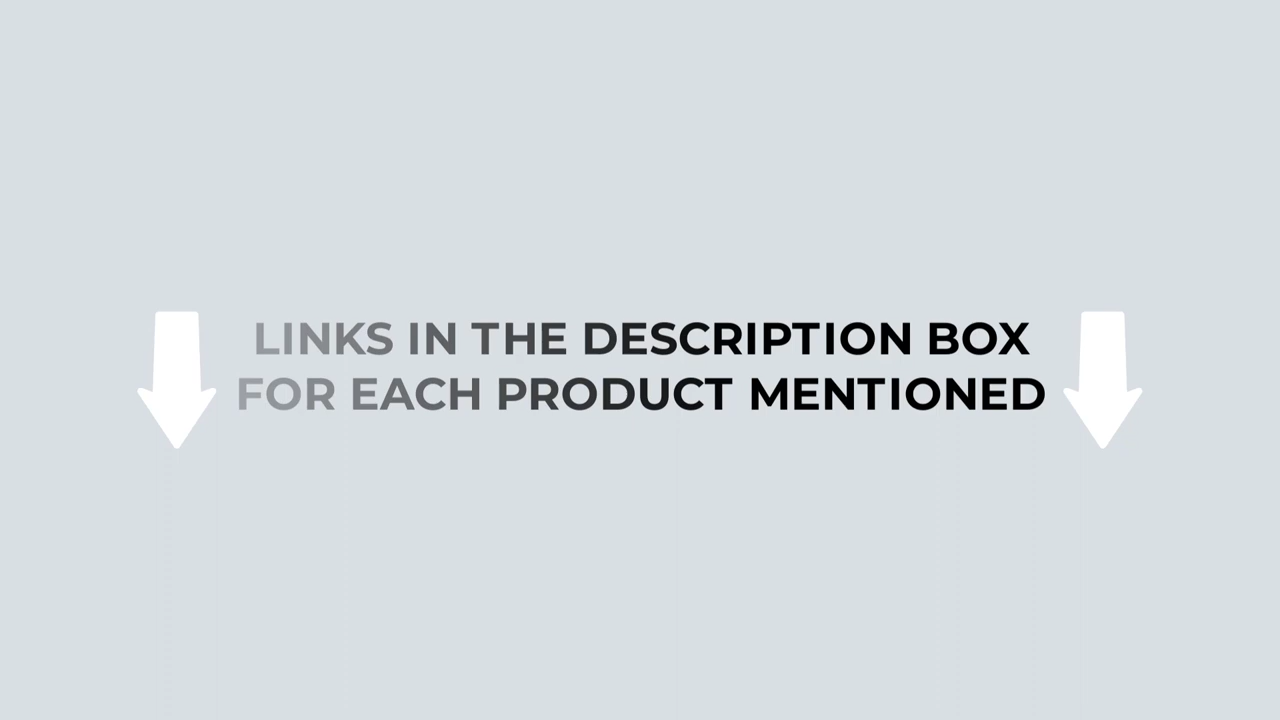 LINKS IN THE DESCRIPTION BOX
FOR EACH PRODUCT MENTIONED